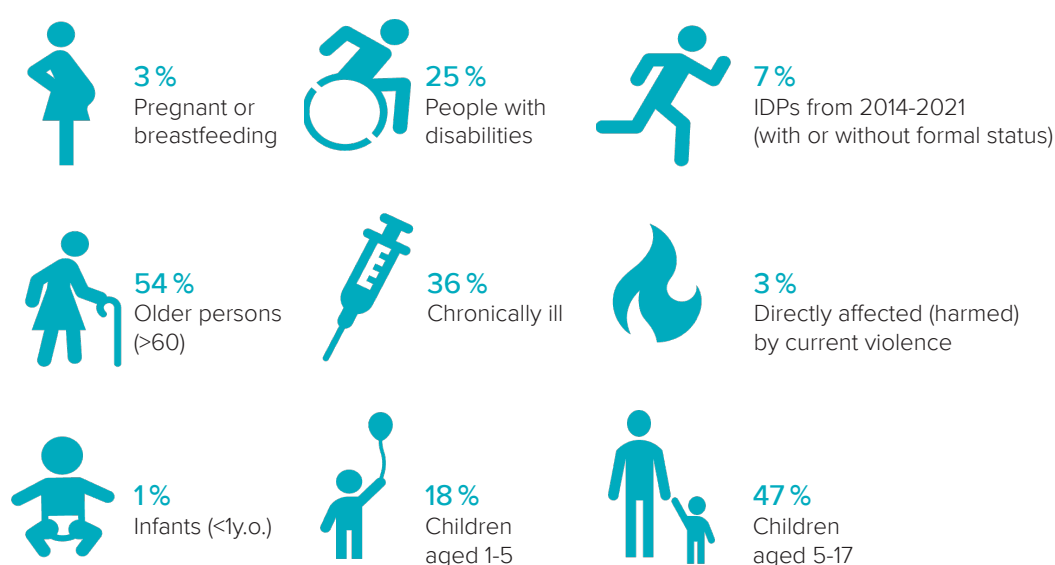 3 %
Pregnant or
breastfeeding
25 %
People with
disabilities
7 %
IDPs from 2014-2021
(with or without formal status)
54 %
Older persons
(>60)
36 %
Chronically ill
3 %
Directly affected (harmed)
by current violence
1 %
Infants (<1y.o.)
18 %
Children
aged 1-5
47 %
Children
aged 5-17